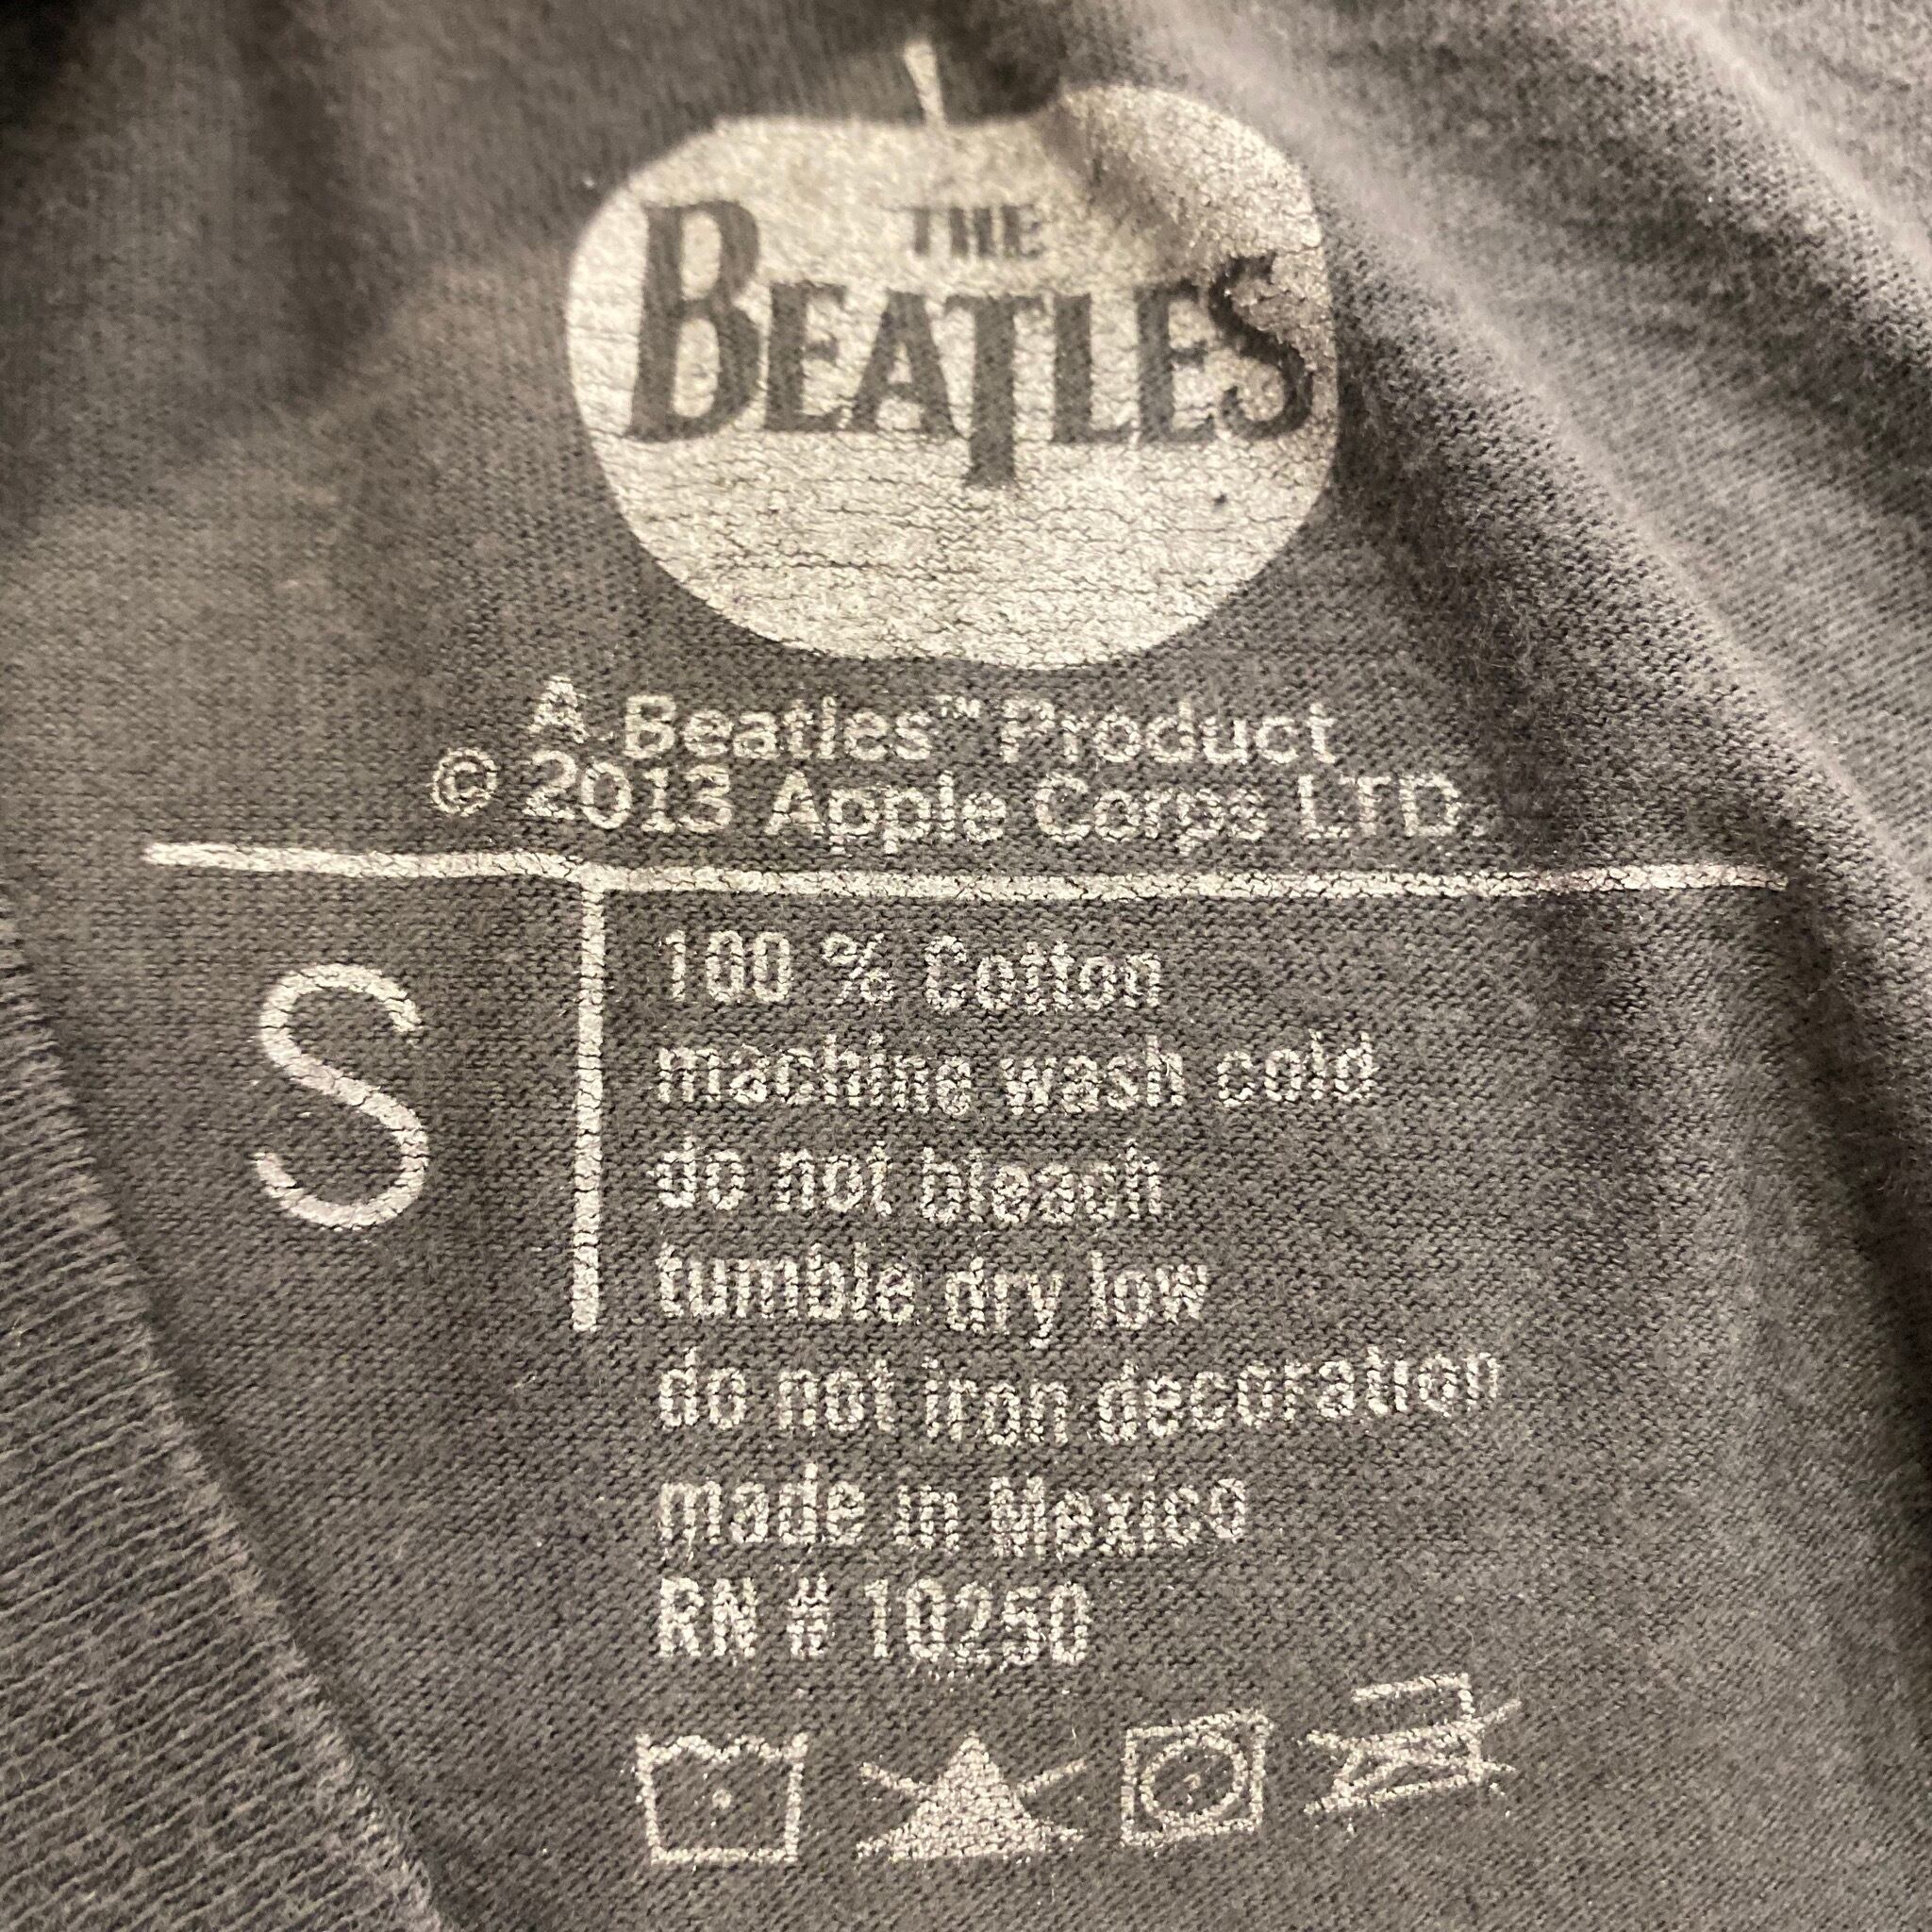 THE
BEATLES
A Beatles™ Product
© 2013 Apple Corps LTD.
S
100 % Cotton
machine wash cold
do not bleach
tumble dry low
do not iron decoration
made in Mexico
RN # 10250